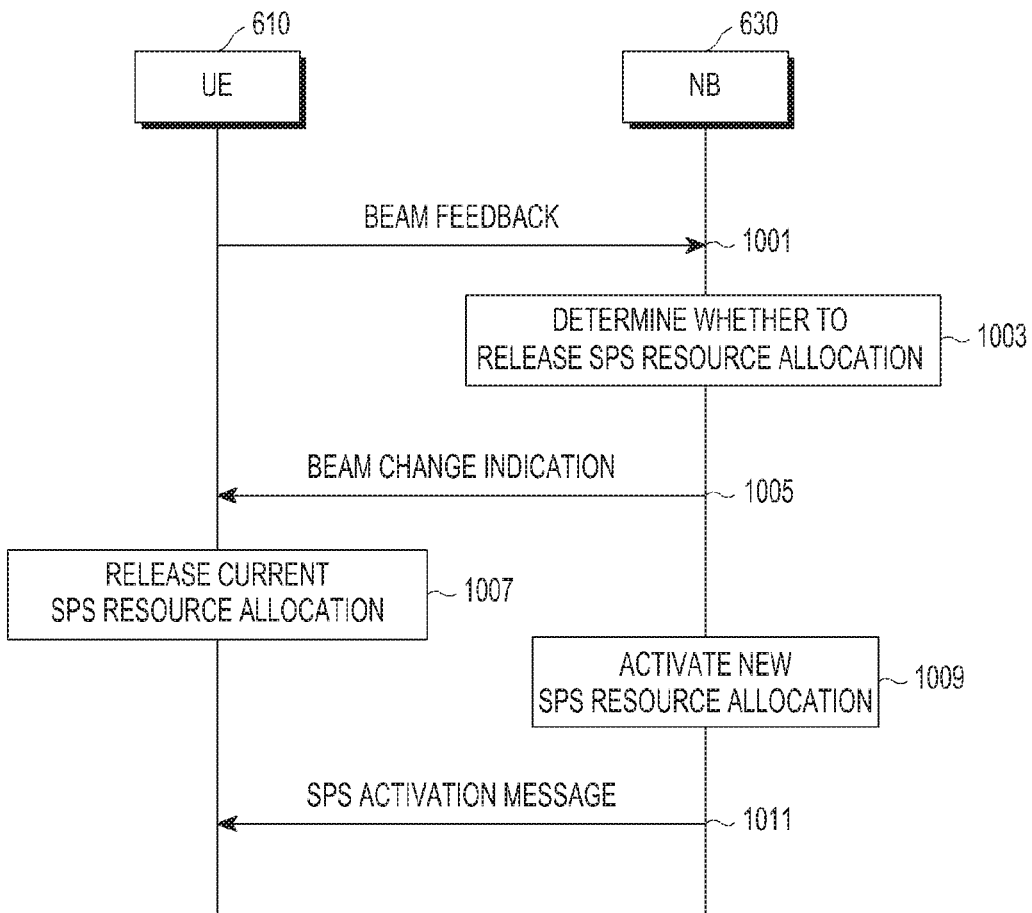 610
630
UE
NB
BEAM FEEDBACK
1001
DETERMINE WHETHER TO
RELEASE SPS RESOURCE ALLOCATION
1003
BEAM CHANGE INDICATION
1005
RELEASE CURRENT
SPS RESOURCE ALLOCATION
1007
ACTIVATE NEW
SPS RESOURCE ALLOCATION
1009
SPS ACTIVATION MESSAGE
1011